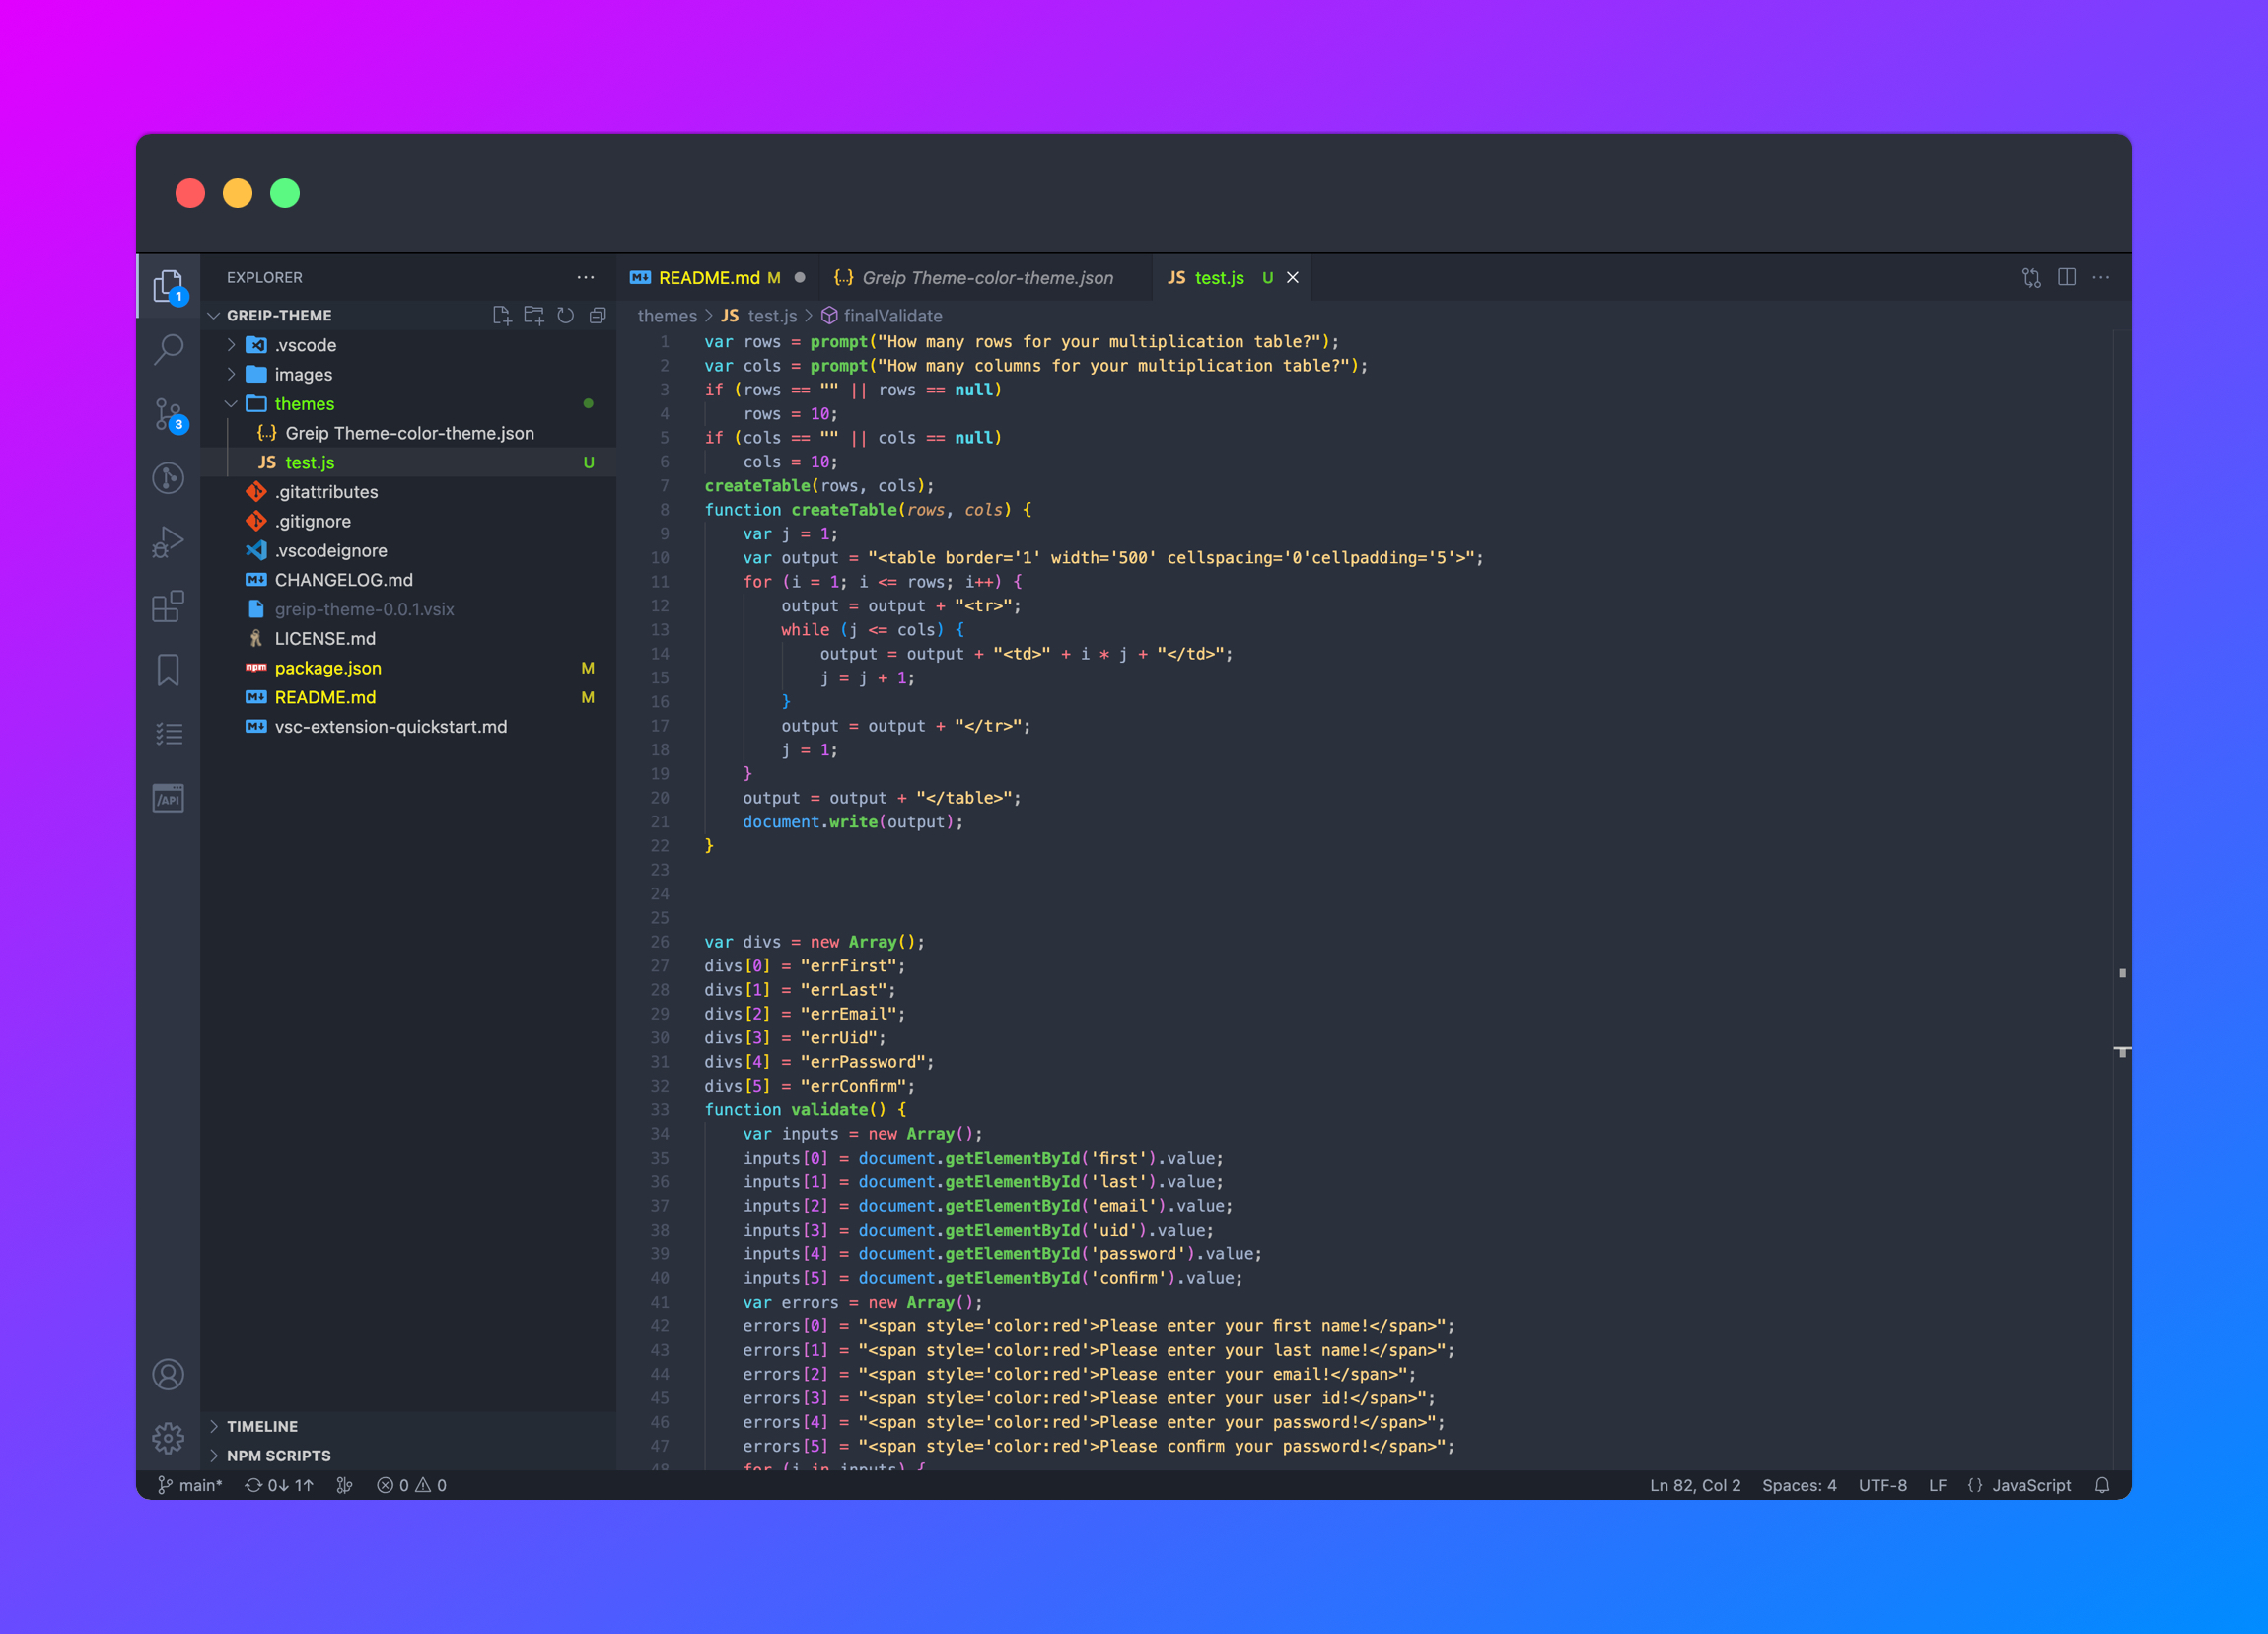 EXPLORER
GREIP-THEME
.vscode
images
themes
{..} Greip Theme-color-theme.json
JS test.js U
.gitattributes
.gitignore
.vscodeignore
CHANGELOG.md
greip-theme-0.0.1.vsix
LICENSE.md
npm package.json M
README.md M
vsc-extension-quickstart.md
TIMELINE
NPM SCRIPTS
1
3
/API
README.md M
{..} Greip Theme-color-theme.json
JS test.js U
themes > JS test.js > finalValidate
1 var rows = prompt("How many rows for your multiplication table?");
2 var cols = prompt("How many columns for your multiplication table?");
3 if (rows == "" || rows == null)
4 rows = 10;
5 if (cols == "" || cols == null)
6 cols = 10;
7 createTable(rows, cols);
8 function createTable(rows, cols) {
9 var j = 1;
10 var output = "<table border='1' width='500' cellspacing='0'cellpadding='5'>";
11 for (i = 1; i <= rows; i++) {
12 output = output + "<tr>";
13 while (j <= cols) {
14 output = output + "<td>" + i * j + "</td>";
15 j = j + 1;
16 }
17 output = output + "</tr>";
18 j = 1;
19 }
20 output = output + "</table>";
21 document.write(output);
22 }
23
24
25
26 var divs = new Array();
27 divs[0] = "errFirst";
28 divs[1] = "errLast";
29 divs[2] = "errEmail";
30 divs[3] = "errUid";
31 divs[4] = "errPassword";
32 divs[5] = "errConfirm";
33 function validate() {
34 var inputs = new Array();
35 inputs[0] = document.getElementById('first').value;
36 inputs[1] = document.getElementById('last').value;
37 inputs[2] = document.getElementById('email').value;
38 inputs[3] = document.getElementById('uid').value;
39 inputs[4] = document.getElementById('password').value;
40 inputs[5] = document.getElementById('confirm').value;
41 var errors = new Array();
42 errors[0] = "<span style='color:red'>Please enter your first name!</span>";
43 errors[1] = "<span style='color:red'>Please enter your last name!</span>";
44 errors[2] = "<span style='color:red'>Please enter your email!</span>";
45 errors[3] = "<span style='color:red'>Please enter your user id!</span>";
46 errors[4] = "<span style='color:red'>Please enter your password!</span>";
47 errors[5] = "<span style='color:red'>Please confirm your password!</span>";
48 for (i in inputs) {
main* 0↓ 1↑ 0 0 Ln 82, Col 2 Spaces: 4 UTF-8 LF {} JavaScript